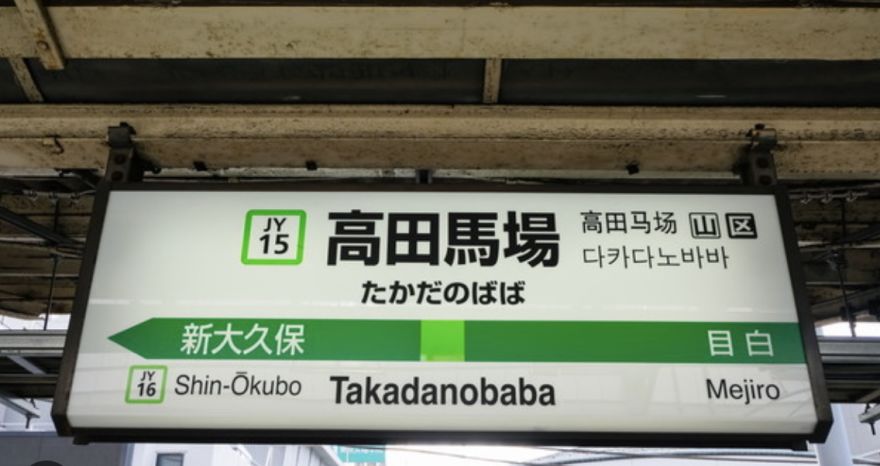 JY
15
高田馬場
高田马场 山 区
다카다노바바
たかだのばば
新大久保
目白
JY
16
Shin-Ōkubo
Takadanobaba
Mejiro